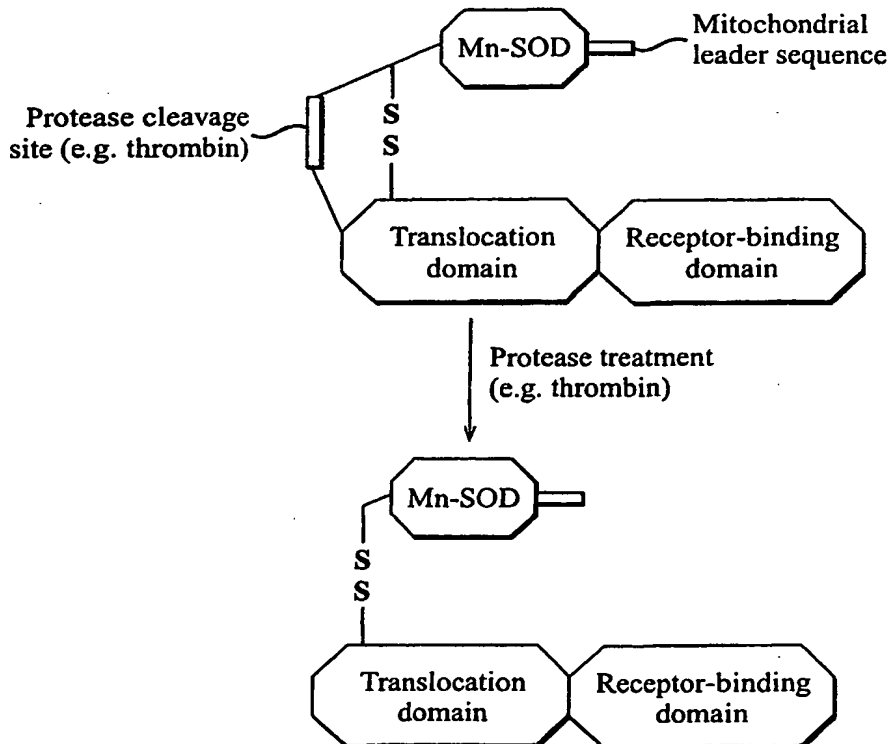 Mn-SOD
Mitochondrial
leader sequence
Protease cleavage
site (e.g. thrombin)
S
S
Translocation
domain
Receptor-binding
domain
Protease treatment
(e.g. thrombin)
Mn-SOD
S
S
Translocation
domain
Receptor-binding
domain